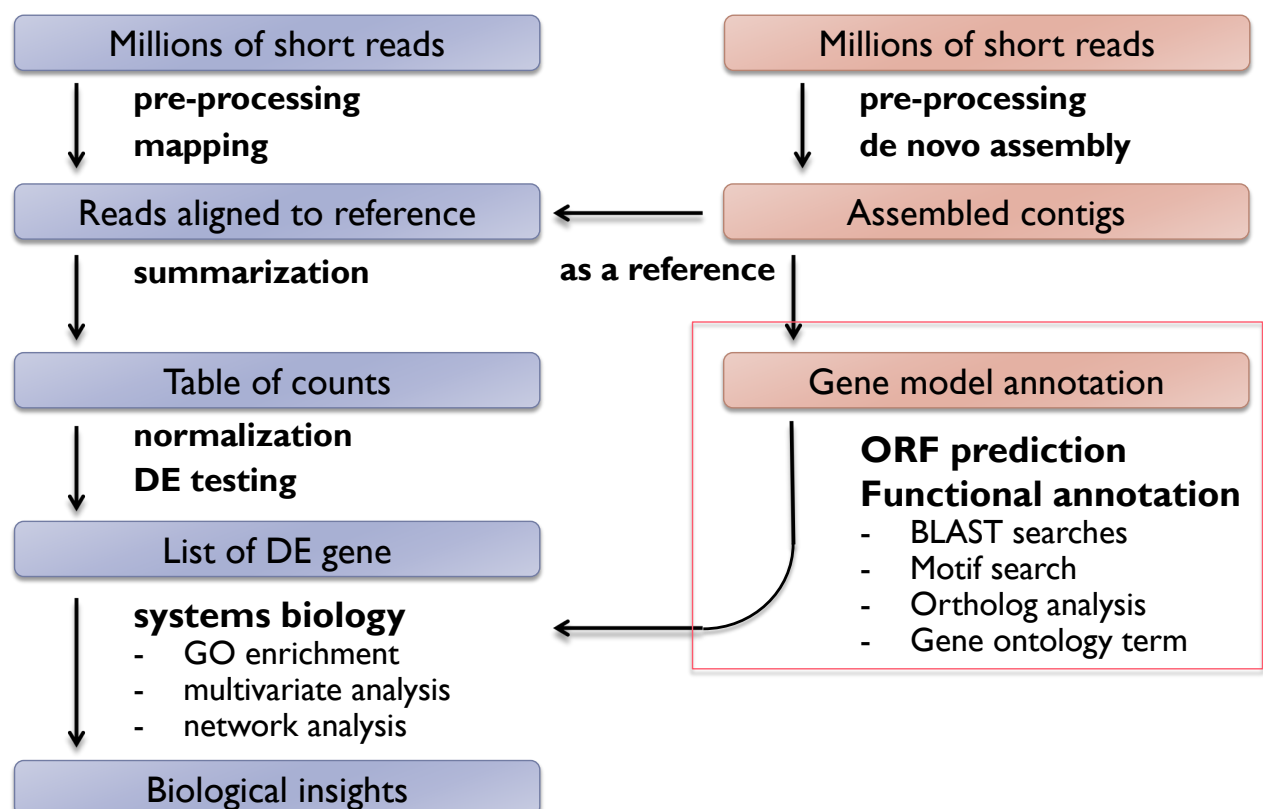 Millions of short reads
pre-processing
mapping
Reads aligned to reference
summarization
Table of counts
normalization
DE testing
List of DE gene
systems biology
- GO enrichment
- multivariate analysis
- network analysis
Biological insights
Millions of short reads
pre-processing
de novo assembly
Assembled contigs
as a reference
Gene model annotation
ORF prediction
Functional annotation
- BLAST searches
- Motif search
- Ortholog analysis
- Gene ontology term